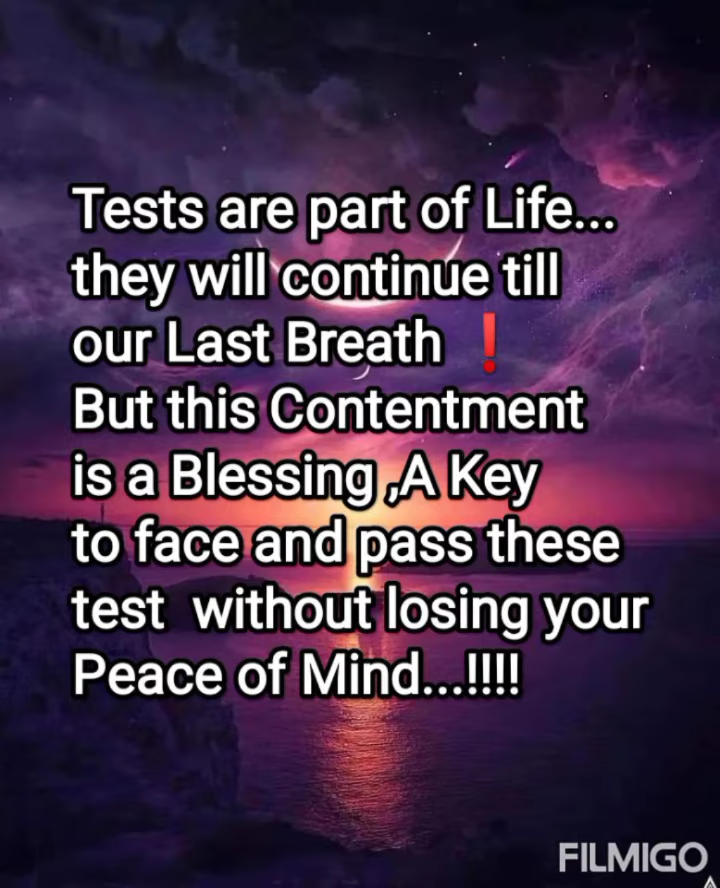 Tests are part of Life...
they will continue till
our Last Breath ❗
But this Contentment
is a Blessing ,A Key
to face and pass these
test  without losing your
Peace of Mind...!!!!
FILMIGO